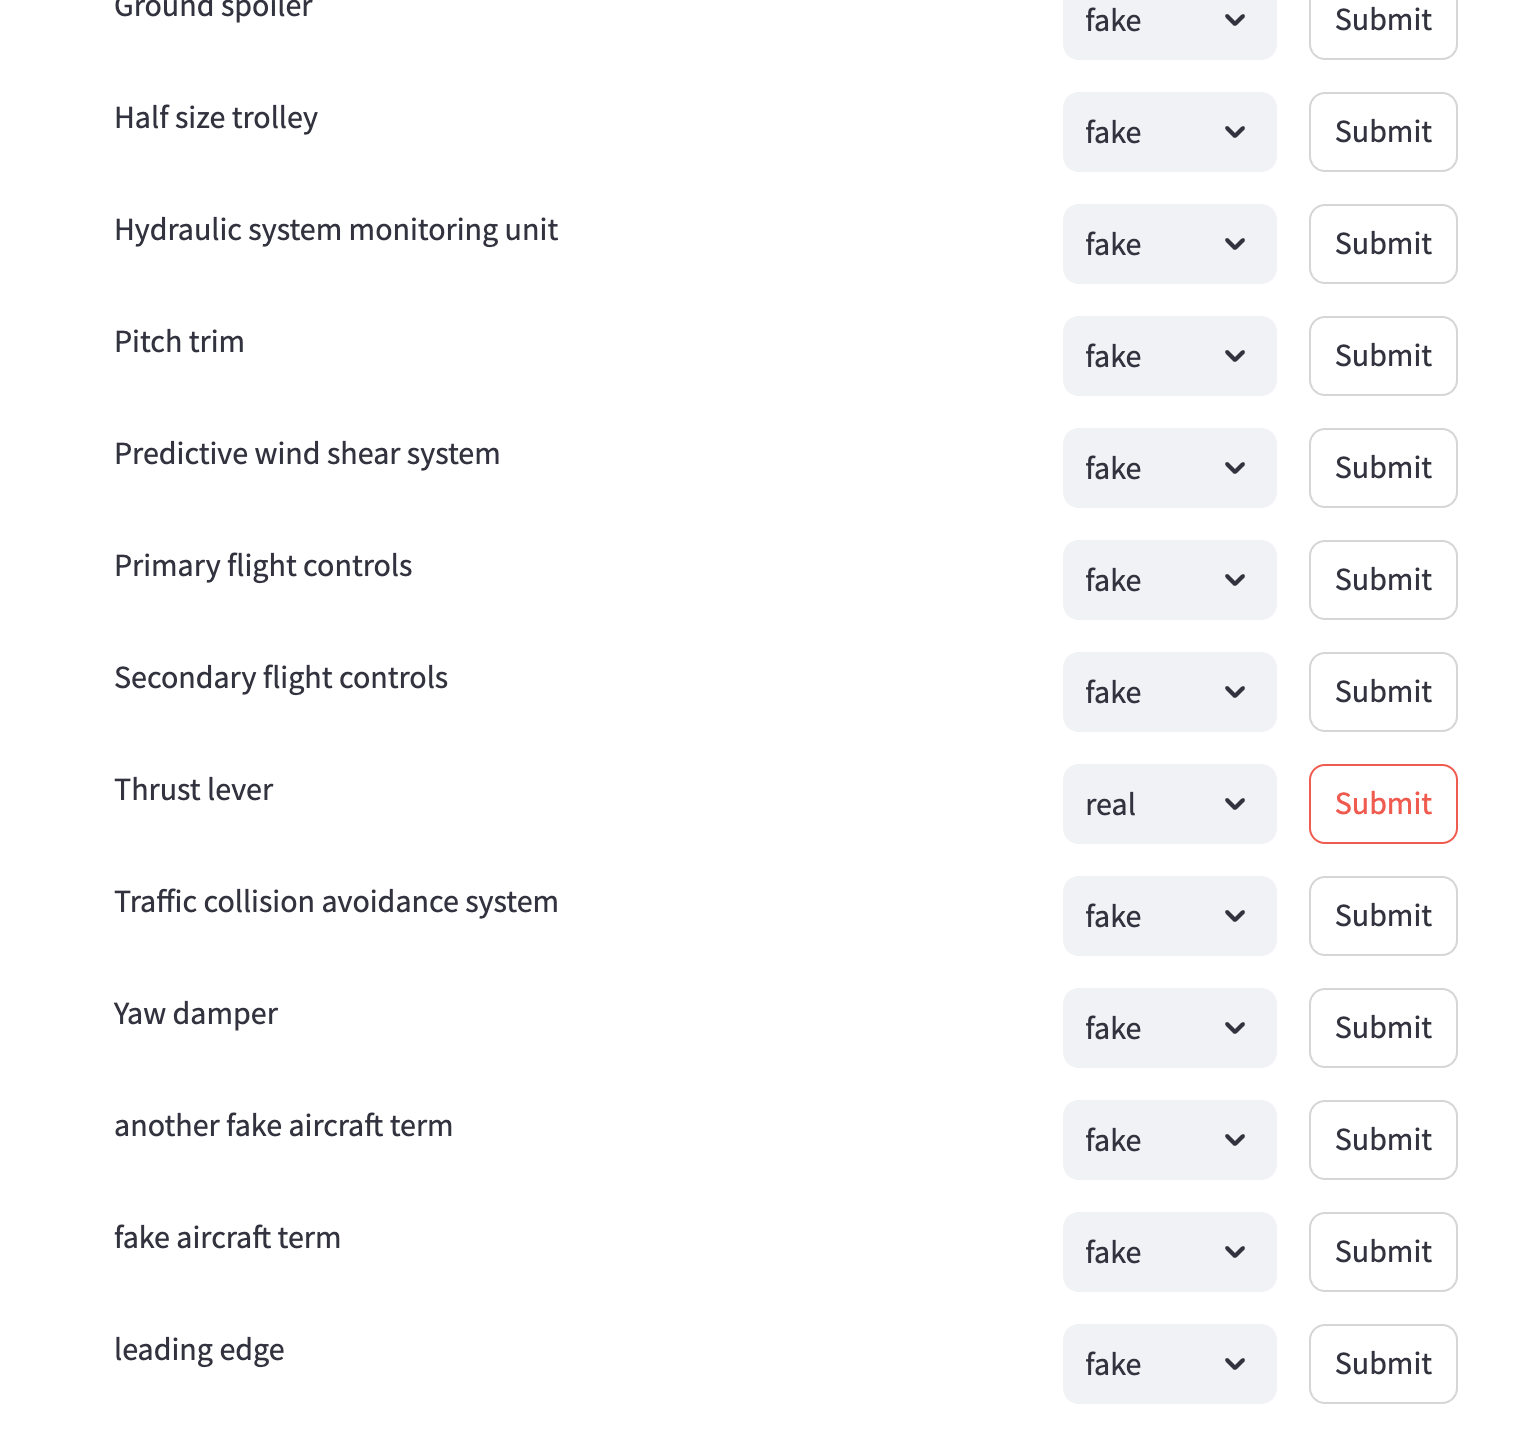 Ground spoiler fake Submit
Half size trolley fake Submit
Hydraulic system monitoring unit fake Submit
Pitch trim fake Submit
Predictive wind shear system fake Submit
Primary flight controls fake Submit
Secondary flight controls fake Submit
Thrust lever real Submit
Traffic collision avoidance system fake Submit
Yaw damper fake Submit
another fake aircraft term fake Submit
fake aircraft term fake Submit
leading edge fake Submit